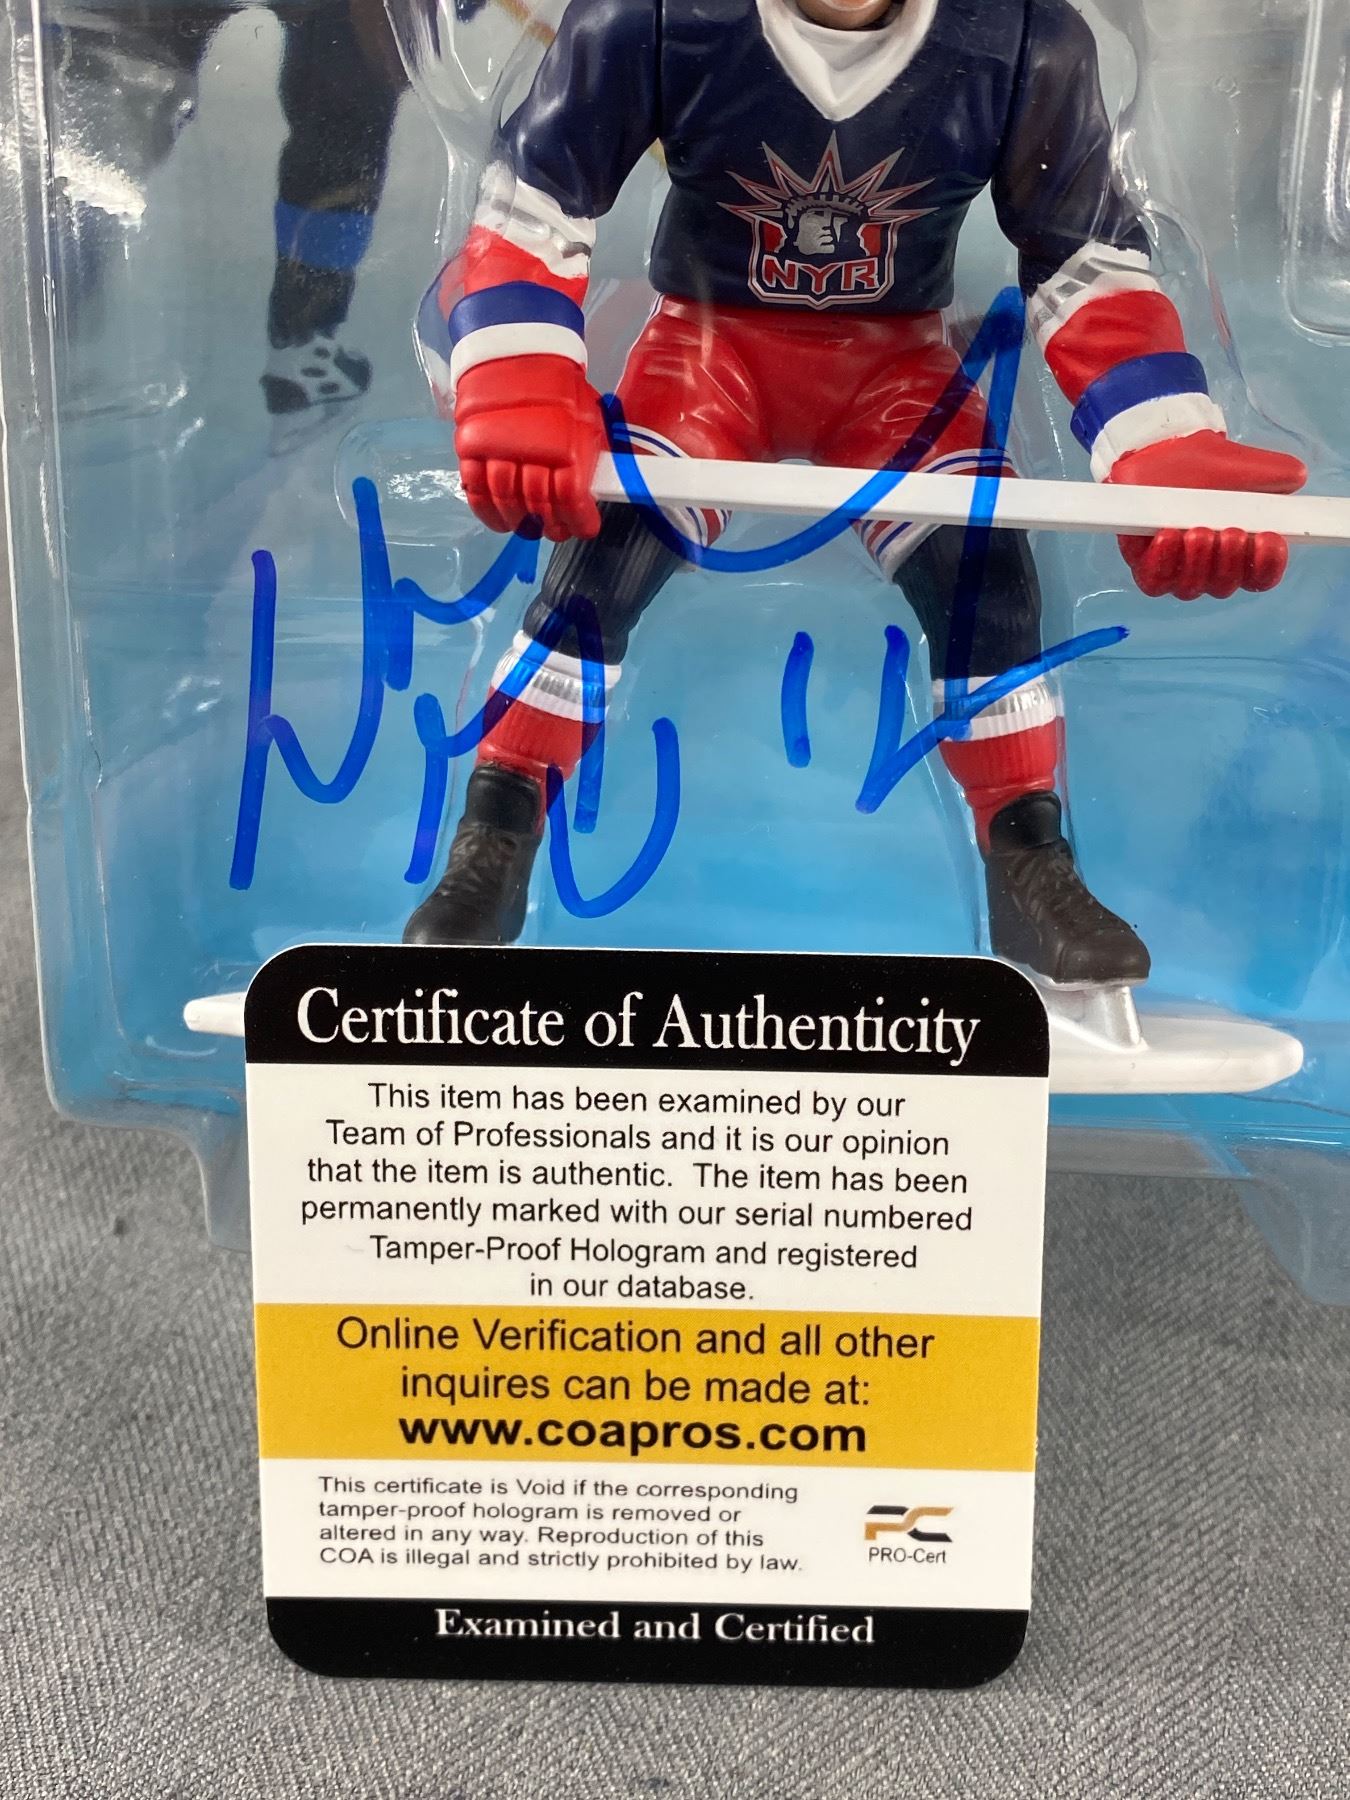 NYR
Certificate of Authenticity
This item has been examined by our
Team of Professionals and it is our opinion
that the item is authentic. The item has been
permanently marked with our serial numbered
Tamper-Proof Hologram and registered
in our database.
Online Verification and all other
inquires can be made at:
www.coapros.com
This certificate is Void if the corresponding
tamper-proof hologram is removed or
altered in any way. Reproduction of this
COA is illegal and strictly prohibited by law.
PC
PRO-Cert
Examined and Certified